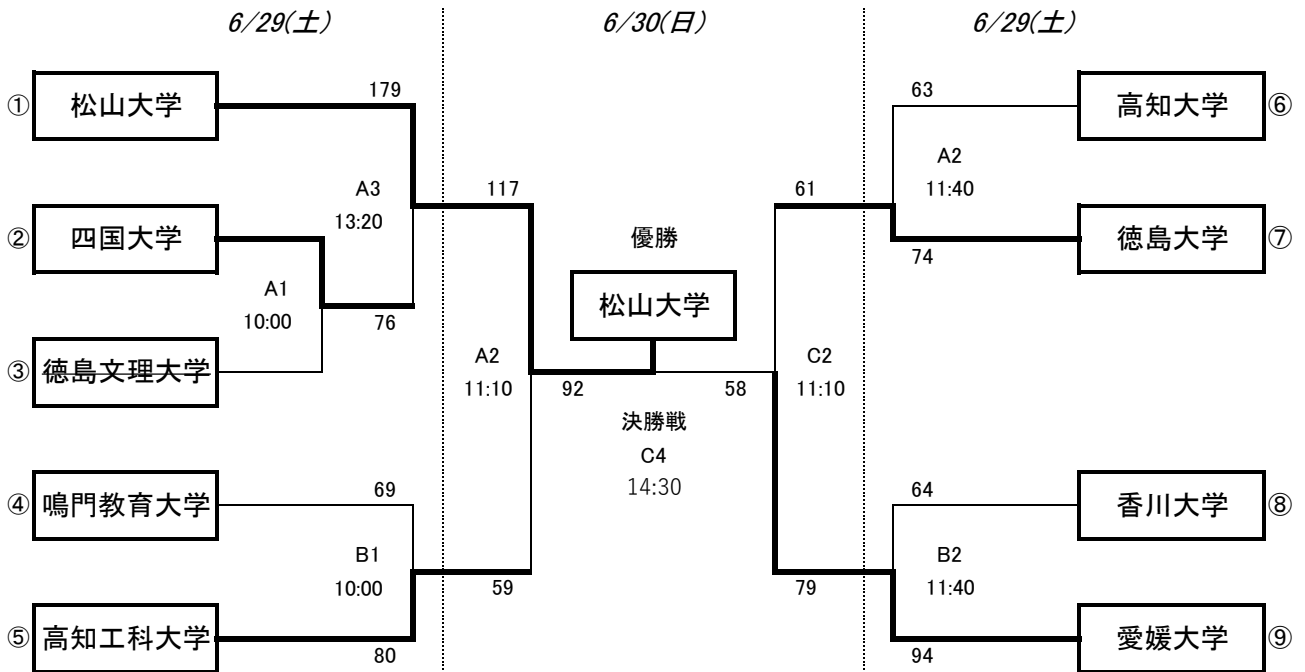 6/29(土) 6/30(日) 6/29(土)
① 松山大学 179 63 高知大学 ⑥
A3 13:20 117 61 A2 11:40
② 四国大学 優勝 74 徳島大学 ⑦
A1 10:00 76 松山大学
③ 徳島文理大学 A2 11:10 92 58 C2 11:10
決勝戦
C4
14:30
④ 鳴門教育大学 69 64 香川大学 ⑧
B1 10:00 59 79 B2 11:40
⑤ 高知工科大学 80 94 愛媛大学 ⑨